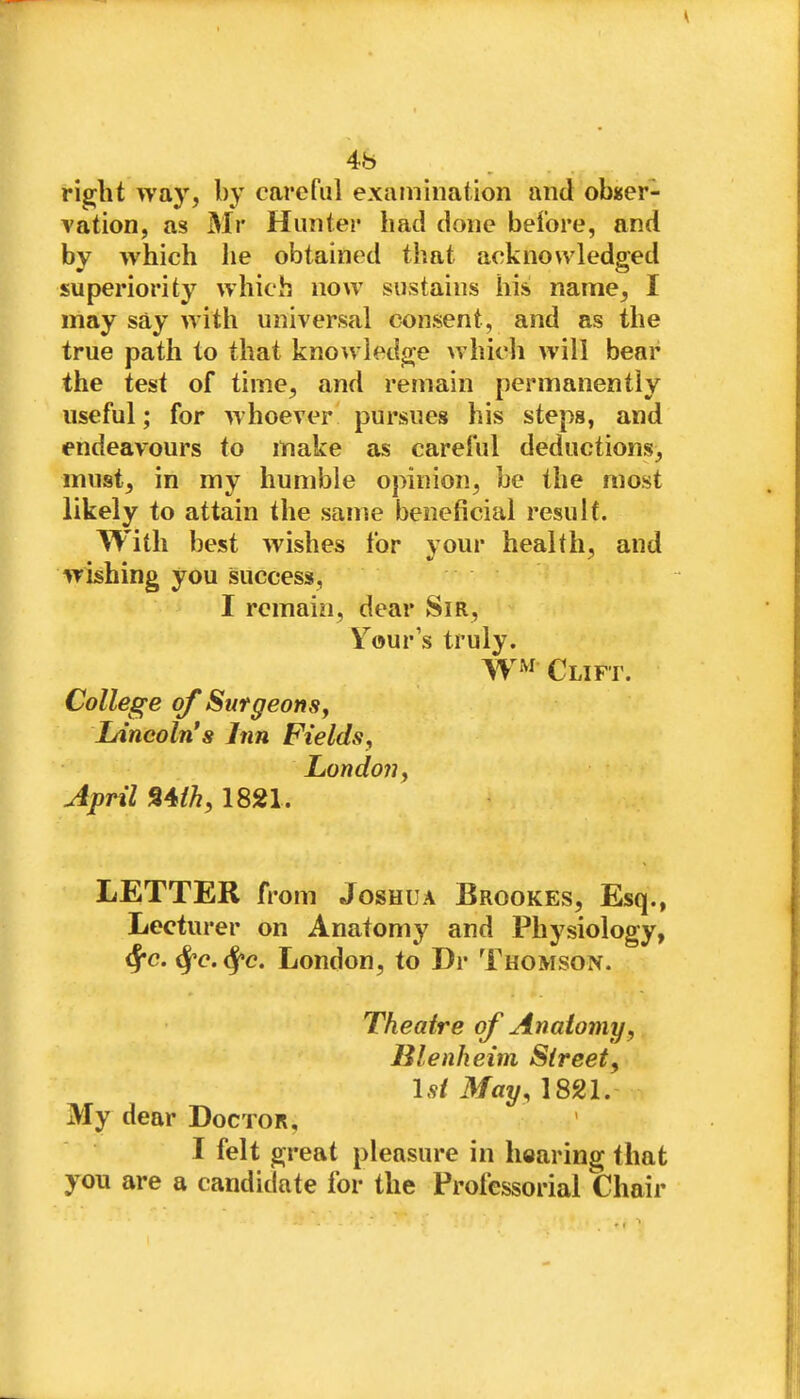 48
right way, by careful examination and obser-
vation, as Mr Hunter had done before, and
by which he obtained that acknowledged
superiority which now sustains his name, I
may say with universal consent, and as the
true path to that knowledge which will bear
the test of time, and remain permanently
useful; for whoever pursues his steps, and
endeavours to make as careful deductions,
must, in my humble opinion, be the most
likely to attain the same beneficial result.
With best wishes for your health, and
wishing you success,
I remain, dear SIR,
Your's truly.
WM CLIFT.
College of Surgeons,
Lincoln's Inn Fields,
London,
April 24th, 1821.
LETTER from JOSHUA BROOKES, Esq.,
Lecturer on Anatomy and Physiology,
&c. &c. &c. London, to Dr THOMSON.
Theatre of Anatomy,
Blenheim Street,
1st May, 1821.
My dear DOCTOR,
I felt great pleasure in hearing that
you are a candidate for the Professorial Chair